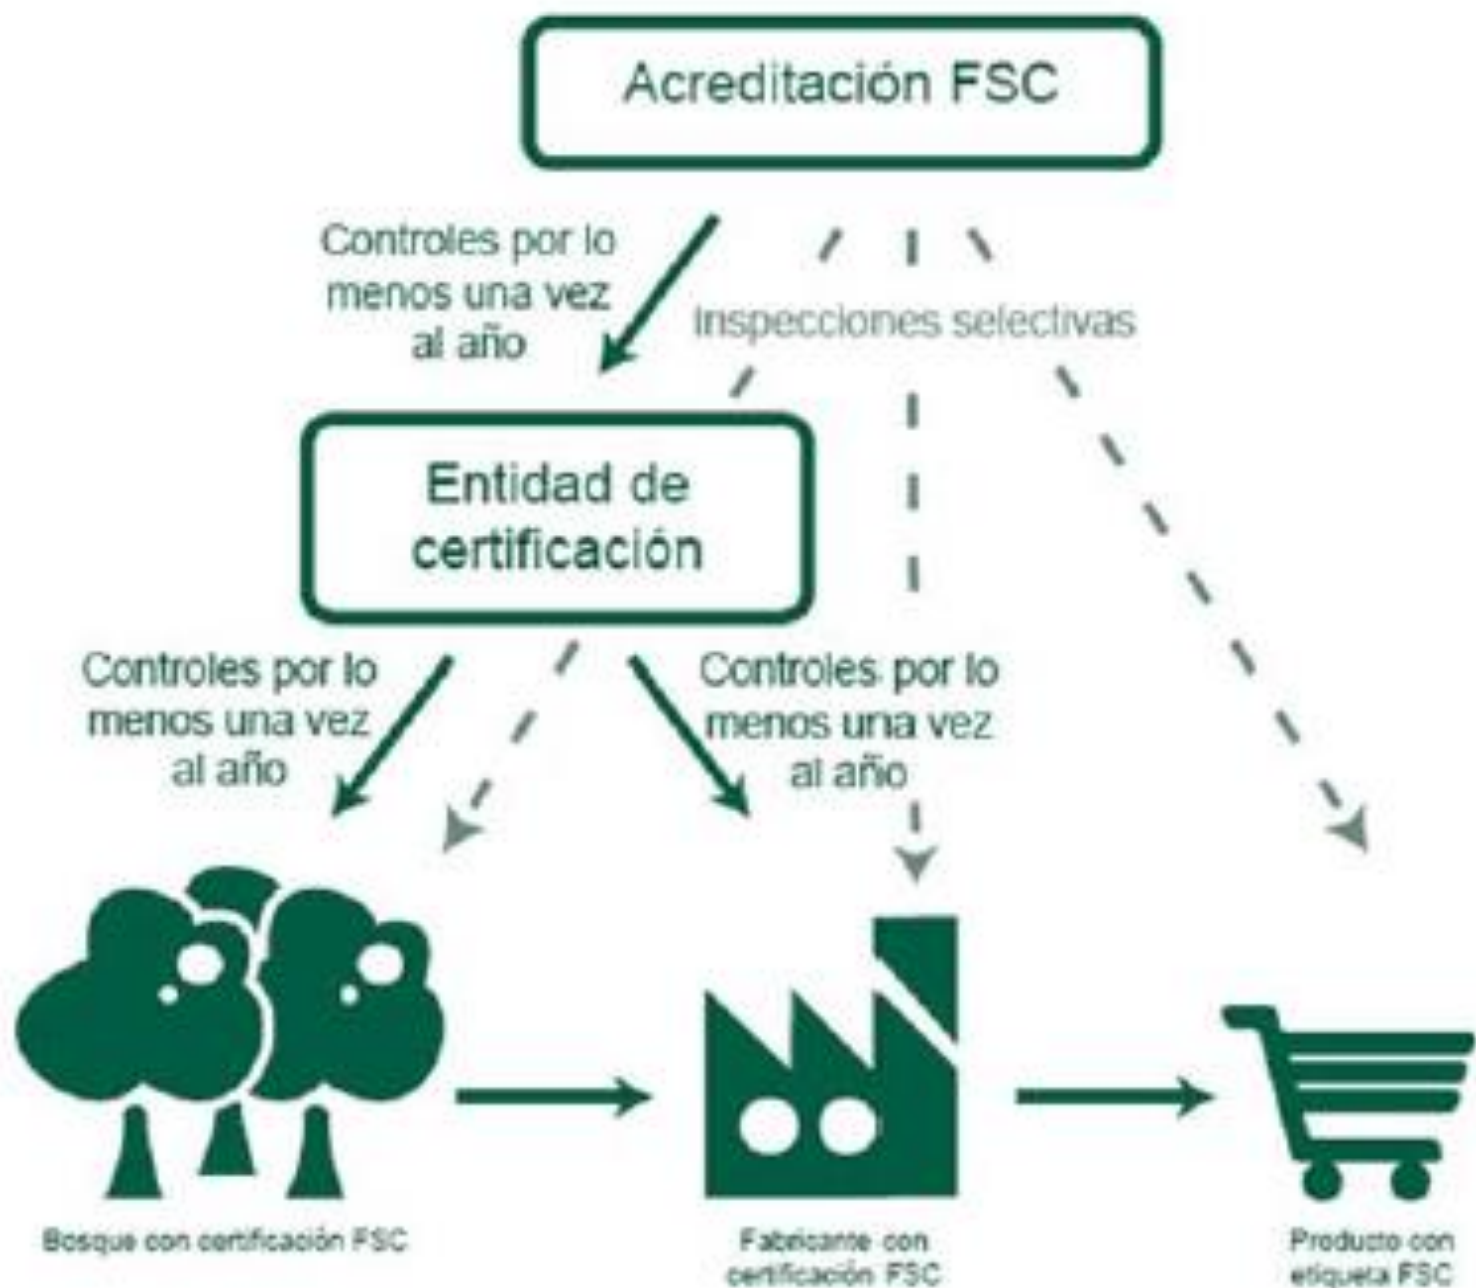 Acreditación FSC
Controles por lo
menos una vez
al año
Inspecciones selectivas
Entidad de
certificación
Controles por lo
menos una vez
al año
Controles por lo
menos una vez
al año
Bosque con certificación FSC
Fabricante con
certificación FSC
Producto con
etiqueta FSC